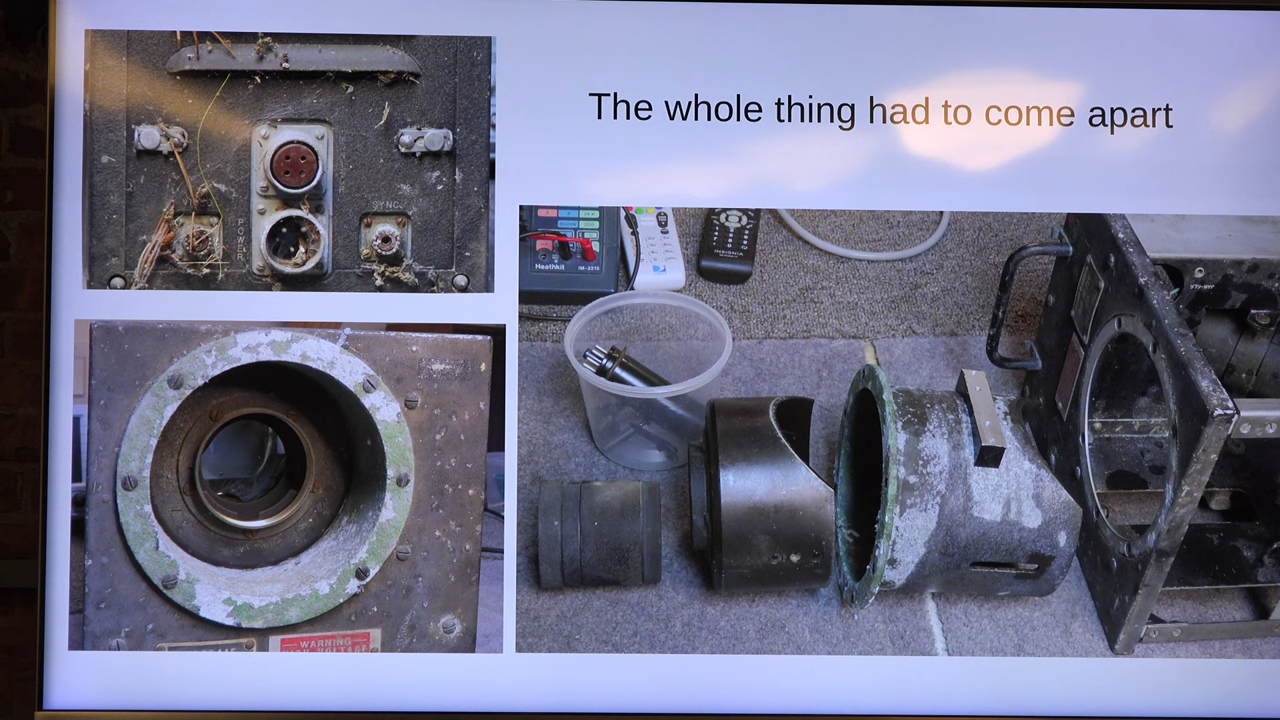 The whole thing had to come apart
SYNC
POWER
WARNING
Heathkit
IM-2215
INSIGNIA